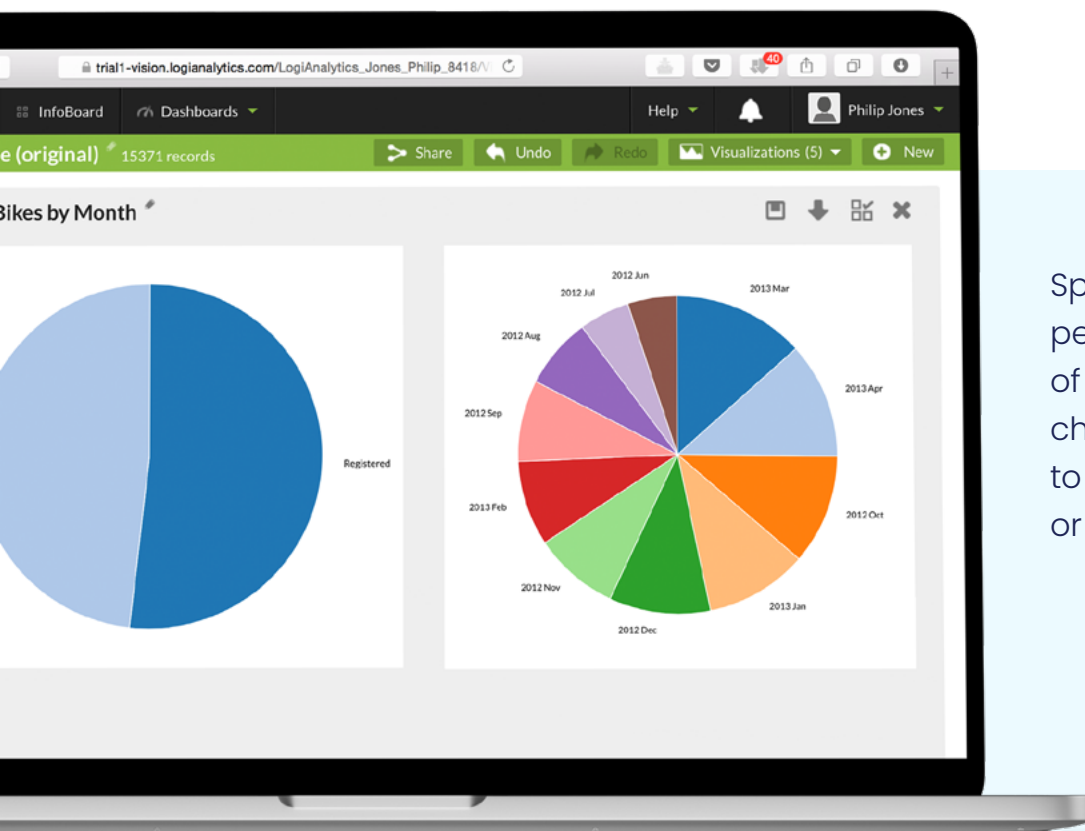 trial1-vision.logianalytics.com/LogiAnalytics_Jones_Philip_8418/V
40
InfoBoard Dashboards Help Philip Jones
e (original) 15371 records Share Undo Redo Visualizations (5) New
Bikes by Month
Registered
2012 Jun
2013 Mar
2012 Jul
2012 Aug
2013 Apr
2012 Sep
2013 Feb
2012 Oct
2012 Nov
2013 Jan
2012 Dec
Sp
pe
of
ch
to
or